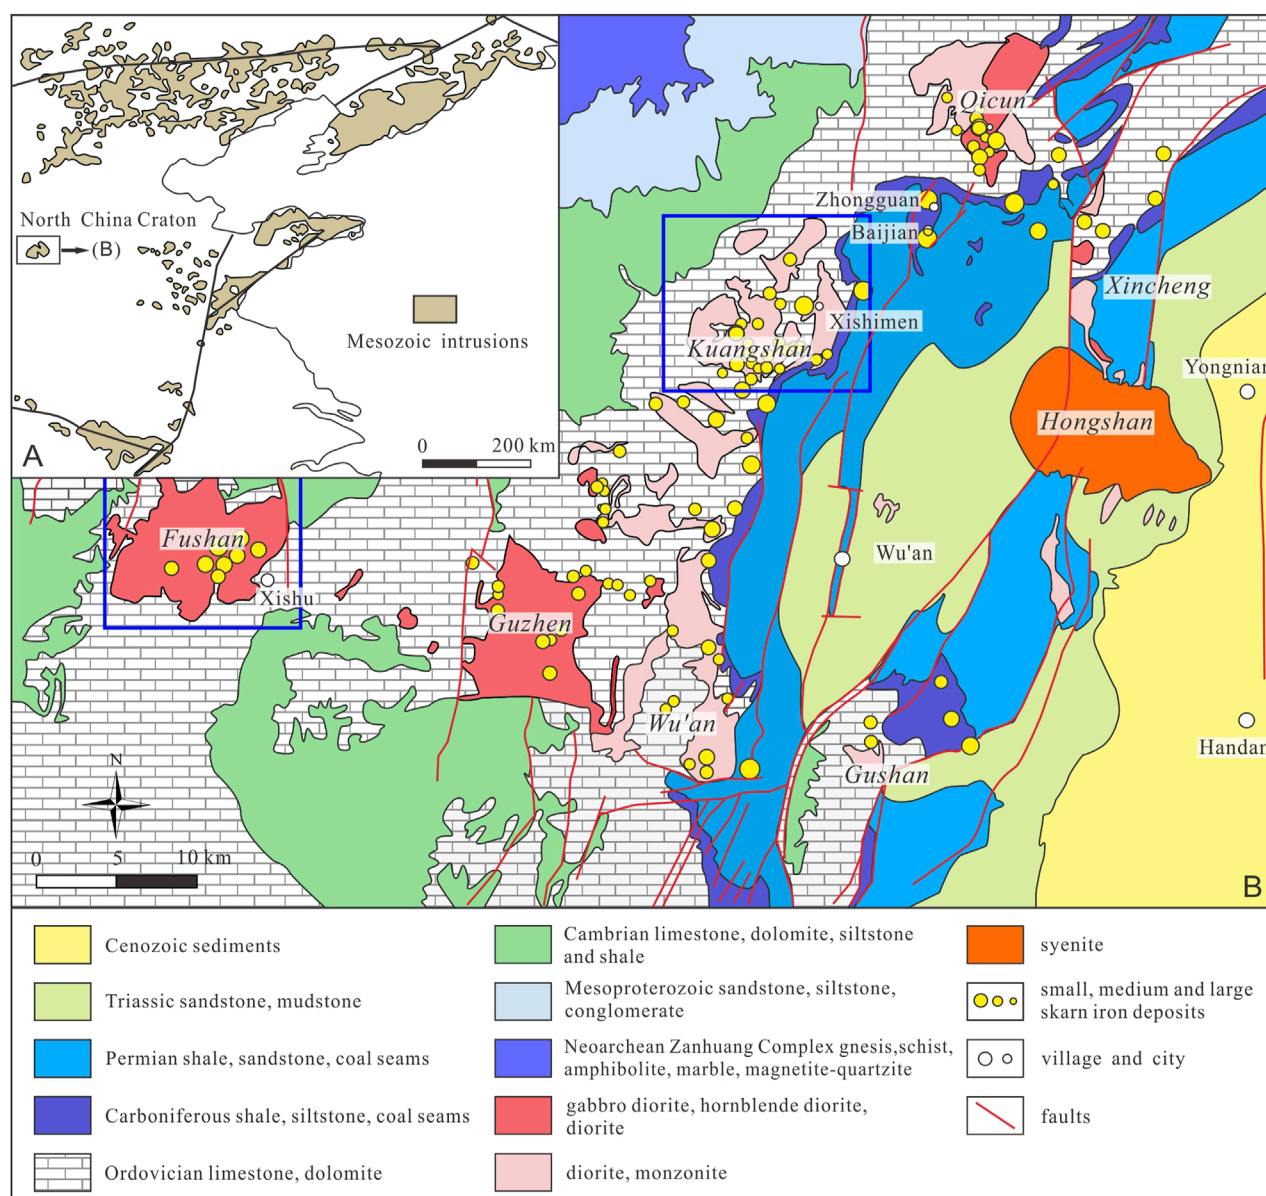 North China Craton
(B)
Mesozoic intrusions
0 200 km
A
Qicun
Zhongguan
Baijian
Xincheng
Xishimen
Kuangshan
Yongnian
Hongshan
Fushan
Wu'an
Xishu
Guzhen
Wu'an
Handan
Gushan
N
0 5 10 km
B
Cenozoic sediments
Triassic sandstone, mudstone
Permian shale, sandstone, coal seams
Carboniferous shale, siltstone, coal seams
Ordovician limestone, dolomite
Cambrian limestone, dolomite, siltstone
and shale
Mesoproterozoic sandstone, siltstone,
conglomerate
Neoarchean Zanhuang Complex gnesis,schist,
amphibolite, marble, magnetite-quartzite
gabbro diorite, hornblende diorite,
diorite
diorite, monzonite
syenite
small, medium and large
skarn iron deposits
village and city
faults